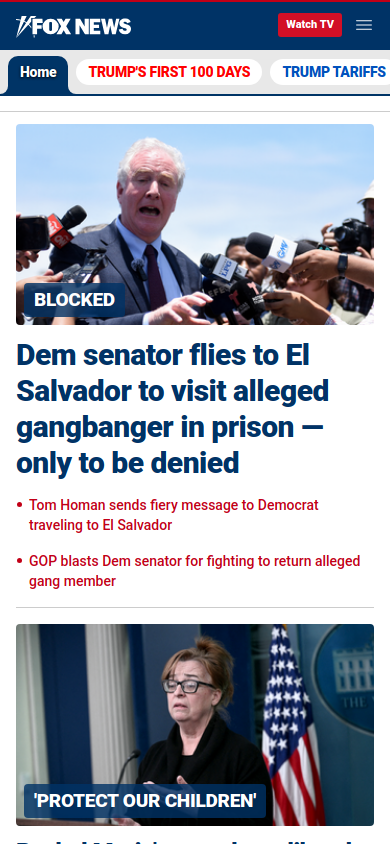 FOX NEWS
Watch TV
Home
TRUMP'S FIRST 100 DAYS
TRUMP TARIFFS
BLOCKED
Dem senator flies to El
Salvador to visit alleged
gangbanger in prison —
only to be denied
Tom Homan sends fiery message to Democrat
traveling to El Salvador
GOP blasts Dem senator for fighting to return alleged
gang member
'PROTECT OUR CHILDREN'